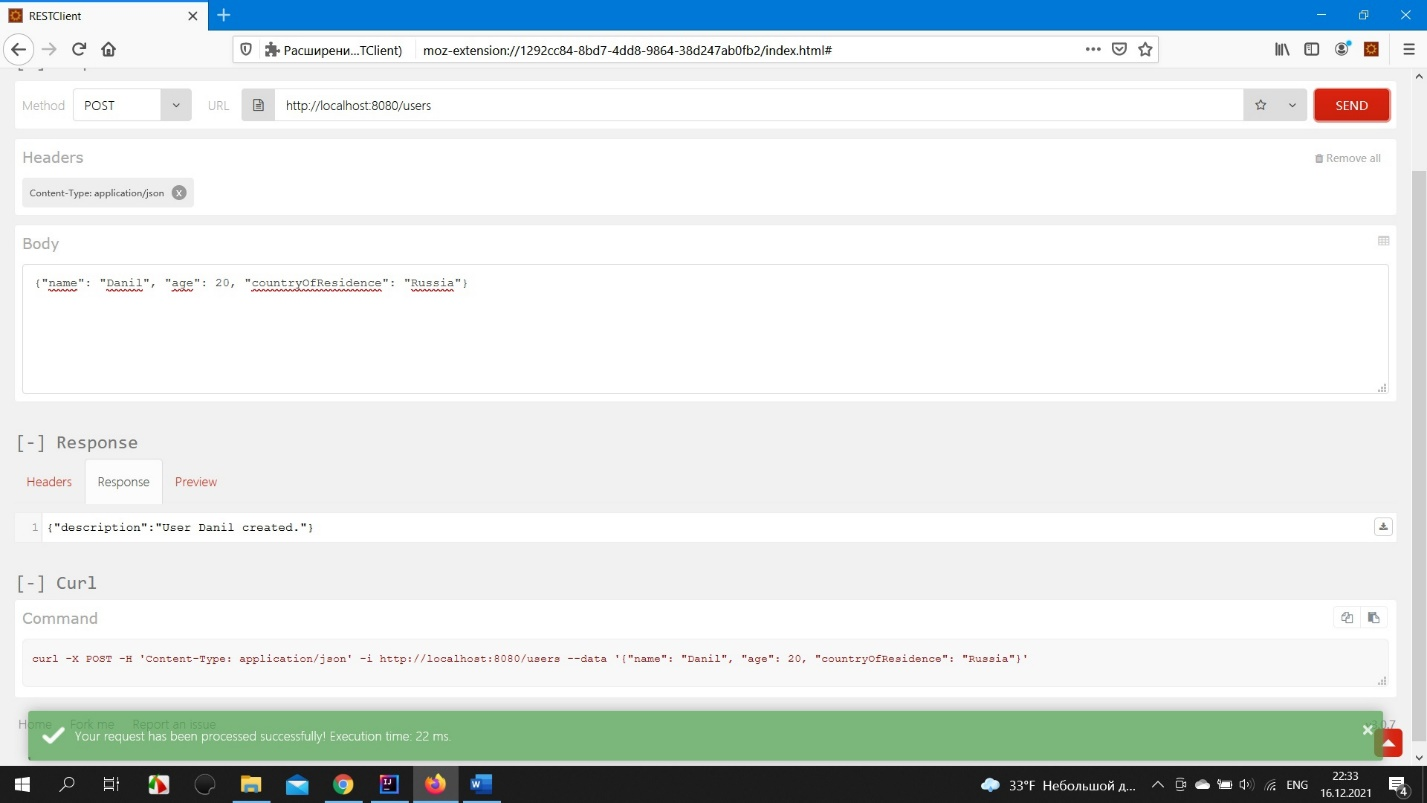 RESTClient
Расширени...TClient)
moz-extension://1292cc84-8bd7-4dd8-9864-38d247ab0fb2/index.html#
Method
POST
URL
http://localhost:8080/users
SEND
Headers
Remove all
Content-Type: application/json
Body
{"name": "Danil", "age": 20, "countryOfResidence": "Russia"}
[-] Response
Headers
Response
Preview
1
{"description":"User Danil created."}
[-] Curl
Command
curl -X POST -H 'Content-Type: application/json' -i http://localhost:8080/users --data '{"name": "Danil", "age": 20, "countryOfResidence": "Russia"}'
Home
Fork me
Report an issue
Your request has been processed successfully! Execution time: 22 ms.
33°F Небольшой д...
ENG
22:33
16.12.2021
4